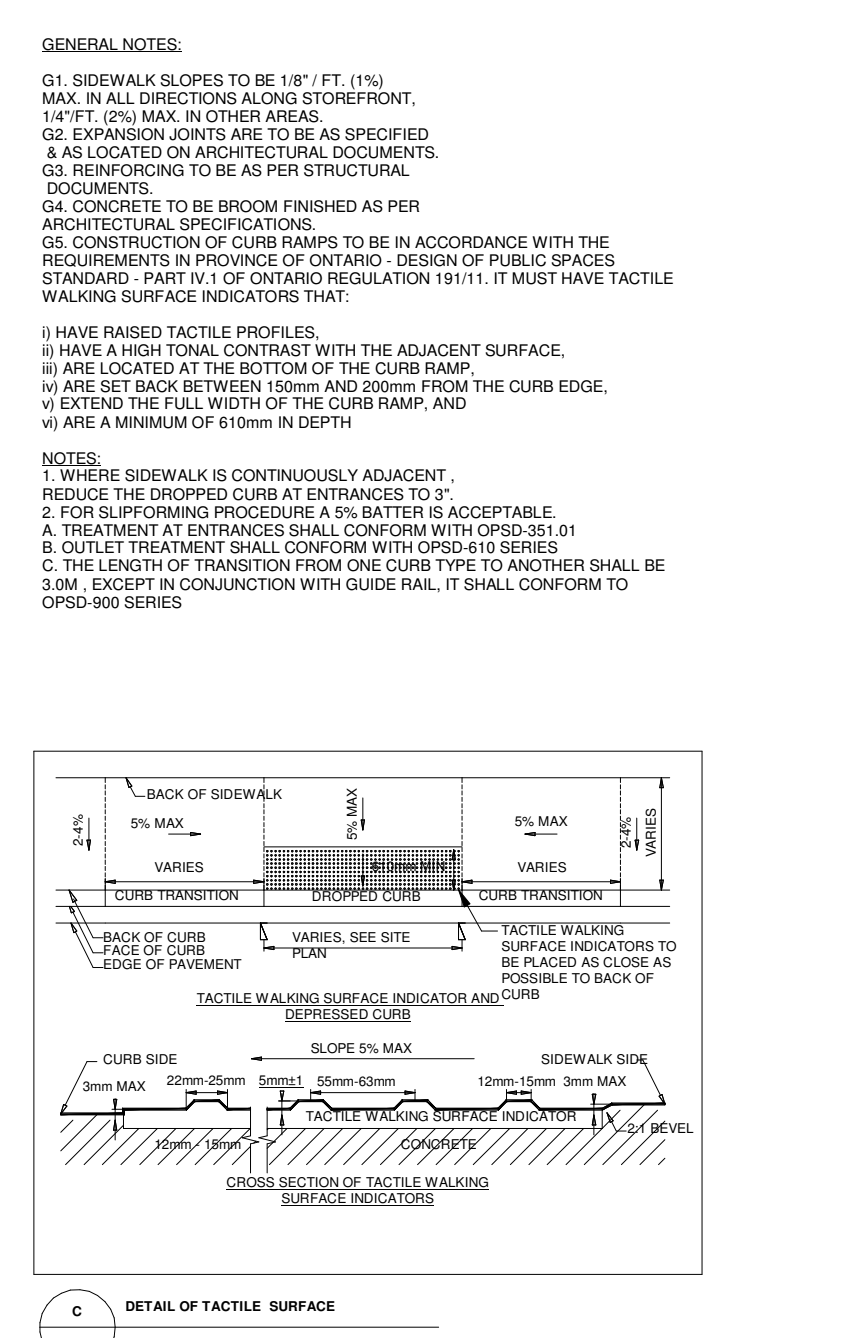 GENERAL NOTES:
G1. SIDEWALK SLOPES TO BE 1/8" / FT. (1%)
MAX. IN ALL DIRECTIONS ALONG STOREFRONT,
1/4"/FT. (2%) MAX. IN OTHER AREAS.
G2. EXPANSION JOINTS ARE TO BE AS SPECIFIED
& AS LOCATED ON ARCHITECTURAL DOCUMENTS.
G3. REINFORCING TO BE AS PER STRUCTURAL
DOCUMENTS.
G4. CONCRETE TO BE BROOM FINISHED AS PER
ARCHITECTURAL SPECIFICATIONS.
G5. CONSTRUCTION OF CURB RAMPS TO BE IN ACCORDANCE WITH THE
REQUIREMENTS IN PROVINCE OF ONTARIO - DESIGN OF PUBLIC SPACES
STANDARD - PART IV.1 OF ONTARIO REGULATION 191/11. IT MUST HAVE TACTILE
WALKING SURFACE INDICATORS THAT:
i) HAVE RAISED TACTILE PROFILES,
ii) HAVE A HIGH TONAL CONTRAST WITH THE ADJACENT SURFACE,
iii) ARE LOCATED AT THE BOTTOM OF THE CURB RAMP,
iv) ARE SET BACK BETWEEN 150mm AND 200mm FROM THE CURB EDGE,
v) EXTEND THE FULL WIDTH OF THE CURB RAMP, AND
vi) ARE A MINIMUM OF 610mm IN DEPTH
NOTES:
1. WHERE SIDEWALK IS CONTINUOUSLY ADJACENT ,
REDUCE THE DROPPED CURB AT ENTRANCES TO 3".
2. FOR SLIPFORMING PROCEDURE A 5% BATTER IS ACCEPTABLE.
A. TREATMENT AT ENTRANCES SHALL CONFORM WITH OPSD-351.01
B. OUTLET TREATMENT SHALL CONFORM WITH OPSD-610 SERIES
C. THE LENGTH OF TRANSITION FROM ONE CURB TYPE TO ANOTHER SHALL BE
3.0M , EXCEPT IN CONJUNCTION WITH GUIDE RAIL, IT SHALL CONFORM TO
OPSD-900 SERIES
BACK OF SIDEWALK
2-4%
5% MAX
5% MAX
5% MAX
2-4%
VARIES
VARIES
610mm MIN
VARIES
CURB TRANSITION
DROPPED CURB
CURB TRANSITION
BACK OF CURB
FACE OF CURB
EDGE OF PAVEMENT
VARIES, SEE SITE
PLAN
TACTILE WALKING
SURFACE INDICATORS TO
BE PLACED AS CLOSE AS
POSSIBLE TO BACK OF
CURB
TACTILE WALKING SURFACE INDICATOR AND
DEPRESSED CURB
SLOPE 5% MAX
CURB SIDE
SIDEWALK SIDE
3mm MAX
22mm-25mm
5mm±1
55mm-63mm
12mm-15mm
3mm MAX
TACTILE WALKING SURFACE INDICATOR
2:1 BEVEL
12mm - 15mm
CONCRETE
CROSS SECTION OF TACTILE WALKING
SURFACE INDICATORS
C
DETAIL OF TACTILE SURFACE